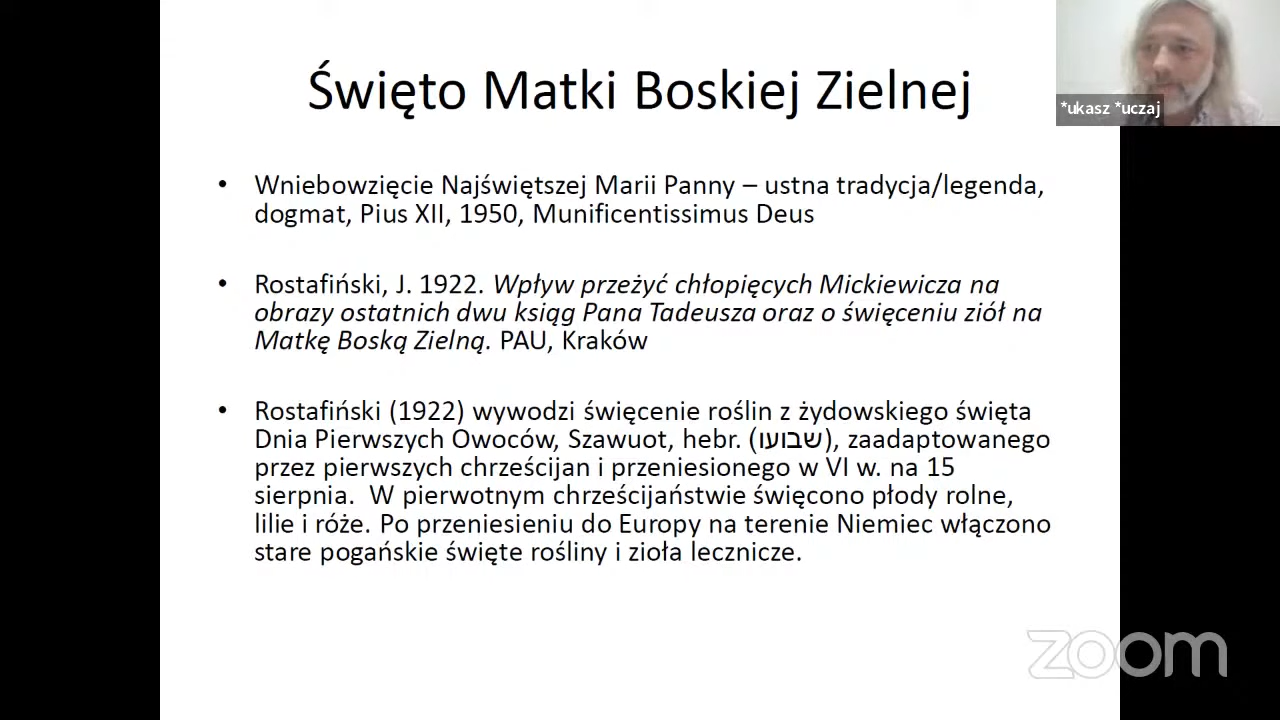 Święto Matki Boskiej Zielnej
*ukasz *uczaj
• Wniebowzięcie Najświętszej Marii Panny – ustna tradycja/legenda,
dogmat, Pius XII, 1950, Munificentissimus Deus
• Rostafiński, J. 1922. Wpływ przeżyć chłopięcych Mickiewicza na
obrazy ostatnich dwu ksiąg Pana Tadeusza oraz o święceniu ziół na
Matkę Boską Zielną. PAU, Kraków
• Rostafiński (1922) wywodzi święcenie roślin z żydowskiego święta
Dnia Pierwszych Owoców, Szawuot, hebr. (שבועו), zaadaptowanego
przez pierwszych chrześcijan i przeniesionego w VI w. na 15
sierpnia. W pierwotnym chrześcijaństwie święcono płody rolne,
lilie i róże. Po przeniesieniu do Europy na terenie Niemiec włączono
stare pogańskie święte rośliny i zioła lecznicze.
zoom